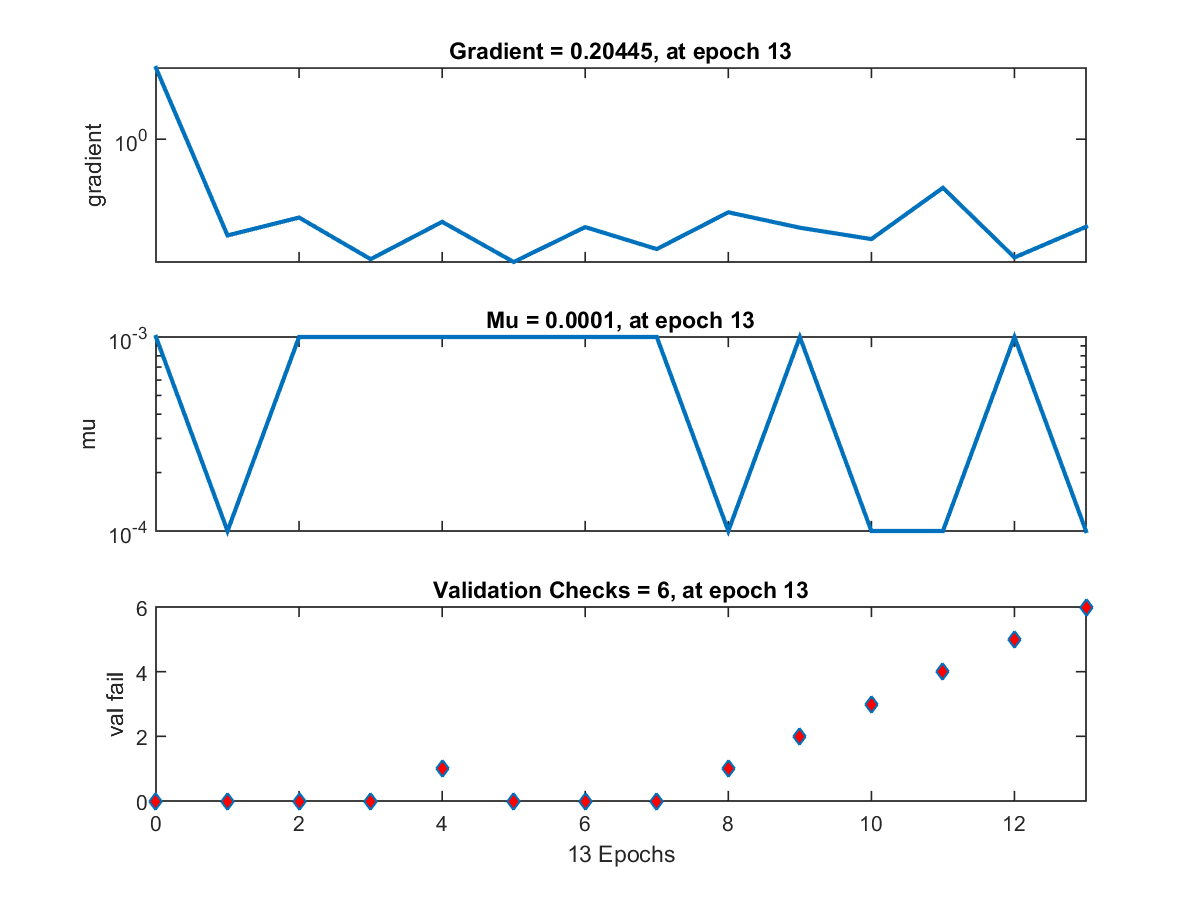 Gradient = 0.20445, at epoch 13
gradient
10^0
Mu = 0.0001, at epoch 13
mu
10^-3
10^-4
Validation Checks = 6, at epoch 13
val fail
6
4
2
0
0 2 4 6 8 10 12
13 Epochs